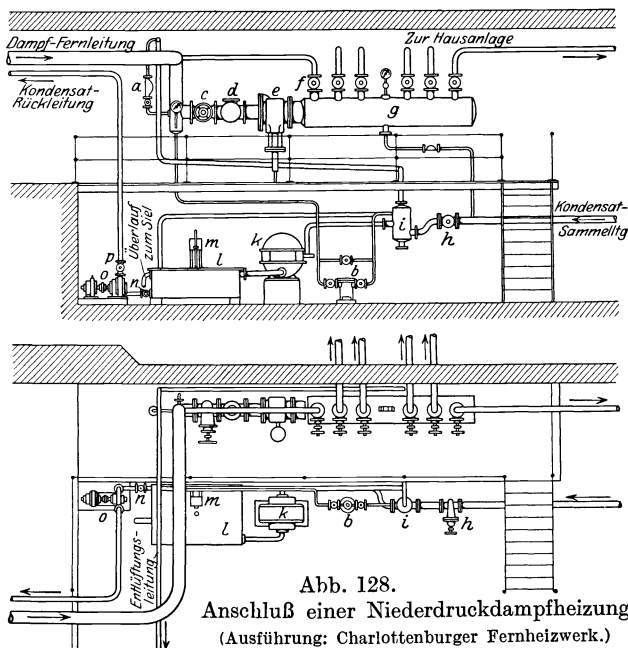 Dampf-Fernleitung
Zur Hausanlage
Kondensat-
Rückleitung
a
c
d
e
f
g
Kondensat-
Sammelltg
Überlauf
zum Siel
m
k
i
h
p
o
n
l
b
n
m
o
l
k
b
i
h
Entlüftungs-
leitung
Abb. 128.
Anschluß einer Niederdruckdampfheizung
(Ausführung: Charlottenburger Fernheizwerk.)